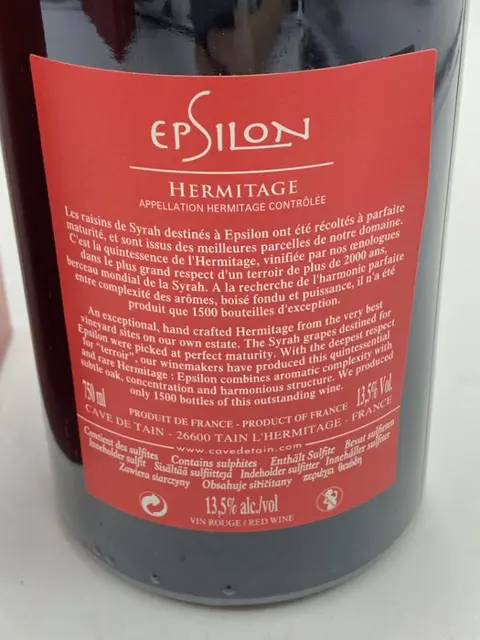 EPSILON
HERMITAGE
APPELLATION HERMITAGE CONTRÔLÉE
Les raisins de Syrah destinés à Epsilon ont été récoltés à parfaite
maturité, et sont issus des meilleures parcelles de notre domaine.
C'est la quintessence de l'Hermitage, vinifiée par nos œnologues
dans le plus grand respect d'un terroir de plus de 2000 ans,
berceau mondial de la Syrah. A la recherche de l'harmonie parfaite
entre complexité des arômes, boisé fondu et puissance, il n'a été
produit que 1500 bouteilles d'exception.
An exceptional, hand crafted Hermitage from the very best
vineyard sites on our own estate. The Syrah grapes destined for
Epsilon were picked at perfect maturity. With the deepest respect
for "terroir", our winemakers have produced this quintessential
and rare Hermitage : Epsilon combines aromatic complexity with
subtle oak, concentration and harmonious structure. We produced
only 1500 bottles of this outstanding wine.
750 ml
13,5% Vol.
PRODUIT DE FRANCE - PRODUCT OF FRANCE
CAVE DE TAIN - 26600 TAIN L'HERMITAGE - FRANCE
www.cavedetain.com
Contient des sulfites Contains sulphites Enthält Sulfite Bevat sulfieten
Inneholder sulfit Sisältää sulfiittejä Indeholder sulfitter Innehåller sulfiter
Zawiera siarczyny Obsahuje siřičitany περιέχει θειώδη
13,5% alc./vol
VIN ROUGE / RED WINE